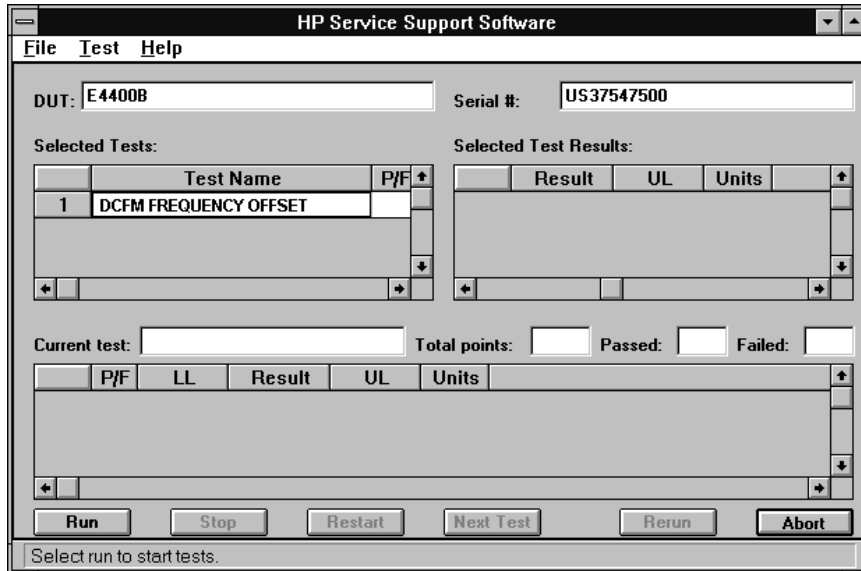 HP Service Support Software
File Test Help
DUT: E4400B Serial #: US37547500
Selected Tests: Selected Test Results:
Test Name P/F Result UL Units
1 DCFM FREQUENCY OFFSET
Current test: Total points: Passed: Failed:
P/F LL Result UL Units
Run Stop Restart Next Test Rerun Abort
Select run to start tests.